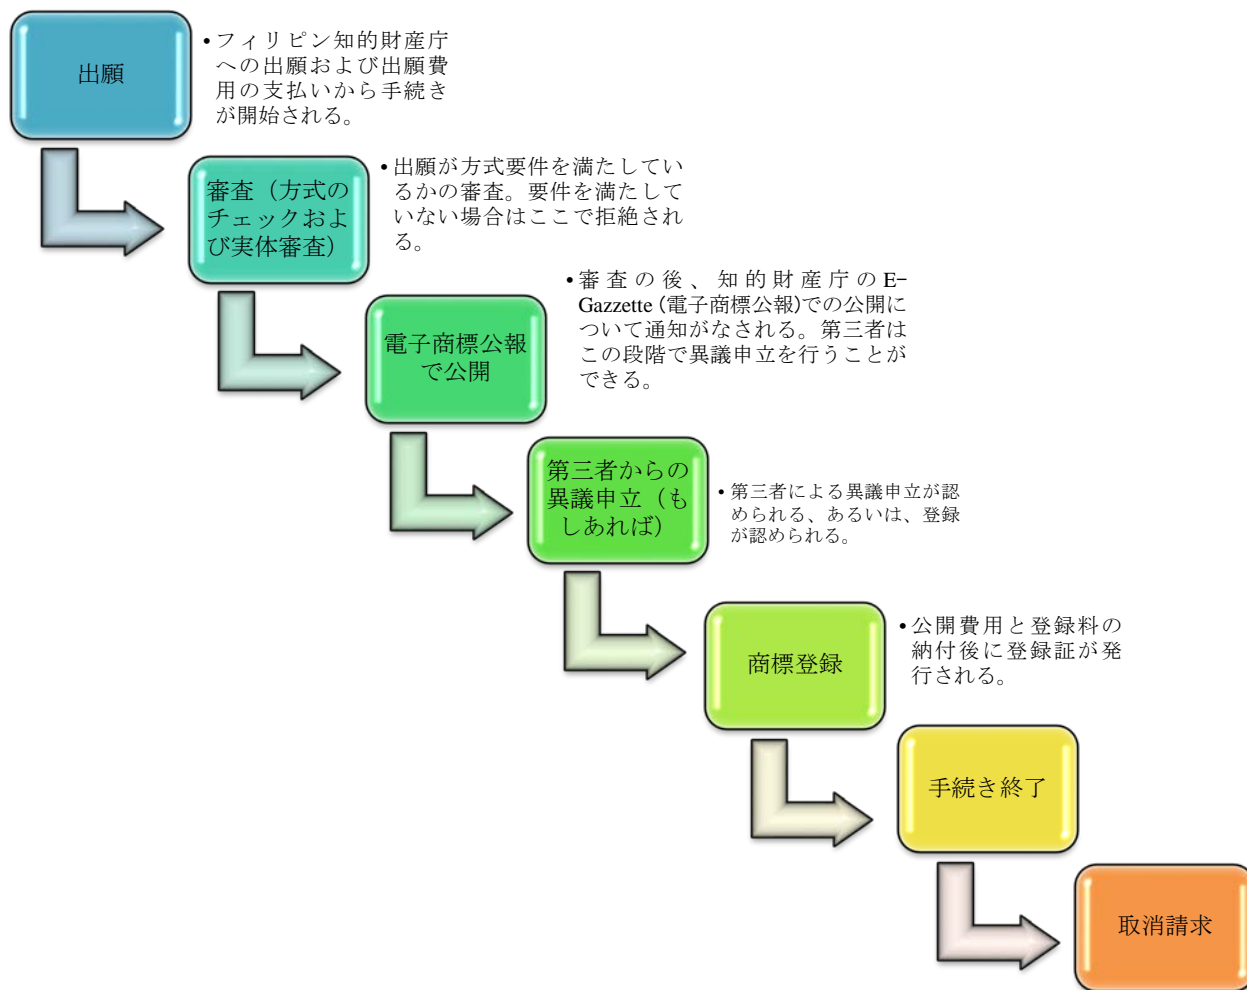 出願
•フィリピン知的財産庁
への出願および出願費
用の支払いから手続き
が開始される。
審査（方式の
チェックおよ
び実体審査）
•出願が方式要件を満たしてい
るかの審査。要件を満たして
いない場合はここで拒絶され
る。
電子商標公報
で公開
•審査の後、知的財産庁のE-
Gazzette (電子商標公報)での公開に
ついて通知がなされる。第三者は
この段階で異議申立を行うことが
できる。
第三者からの
異議申立（も
しあれば）
•第三者による異議申立が認
められる、あるいは、登録
が認められる。
商標登録
•公開費用と登録料の
納付後に登録証が発
行される。
手続き終了
取消請求